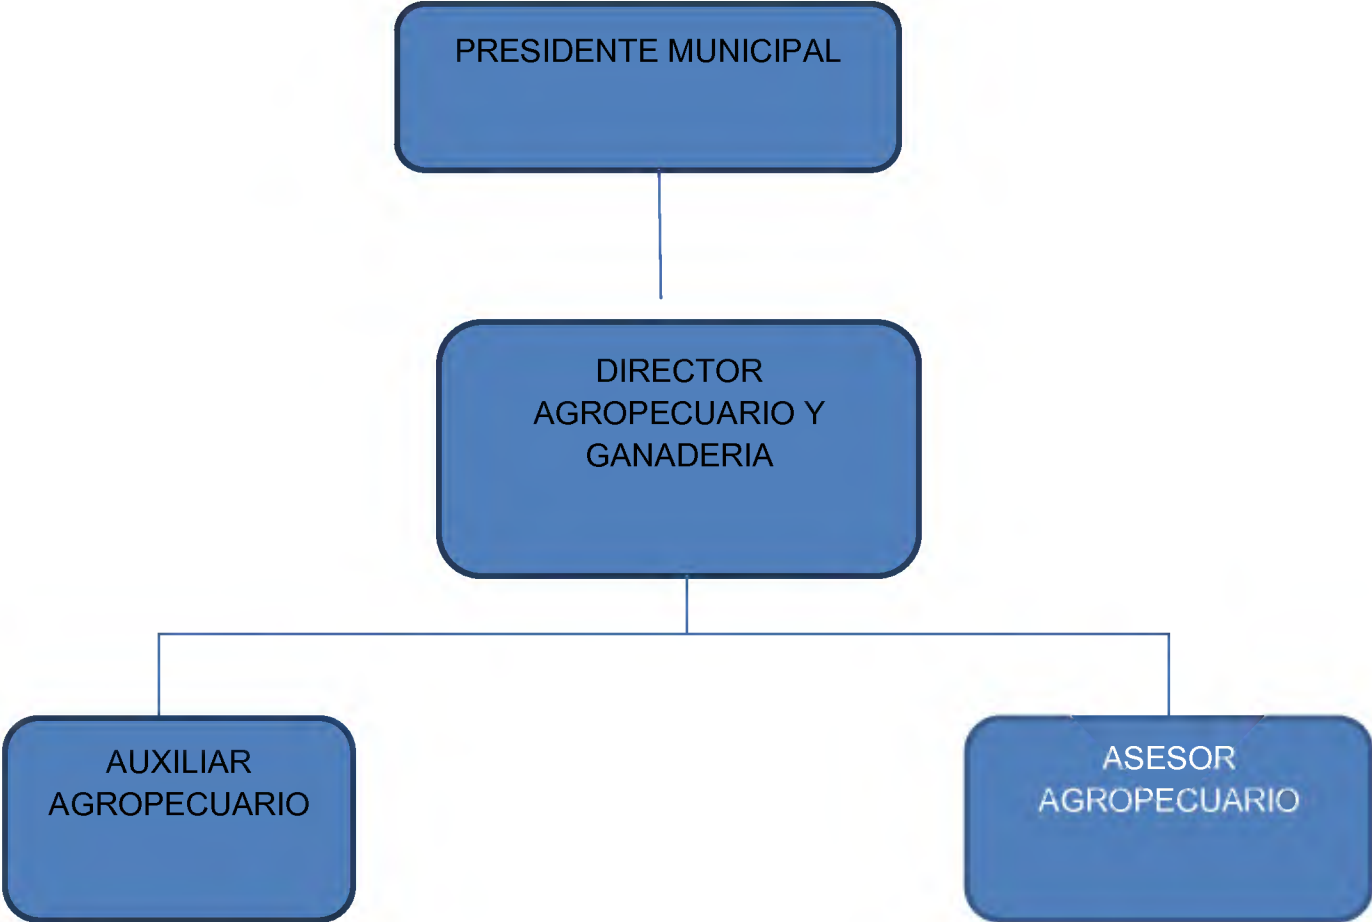 PRESIDENTE MUNICIPAL
DIRECTOR
AGROPECUARIO Y
GANADERIA
AUXILIAR
AGROPECUARIO
ASESOR
AGROPECUARIO